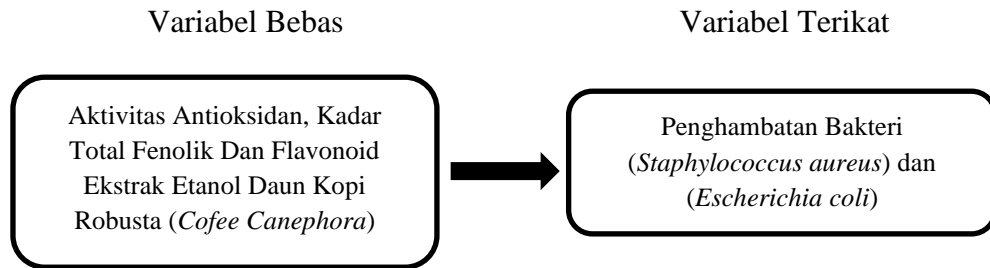 Variabel Bebas
Variabel Terikat
Aktivitas Antioksidan, Kadar
Total Fenolik Dan Flavonoid
Ekstrak Etanol Daun Kopi
Robusta (Cofee Canephora)
Penghambatan Bakteri
(Staphylococcus aureus) dan
(Escherichia coli)